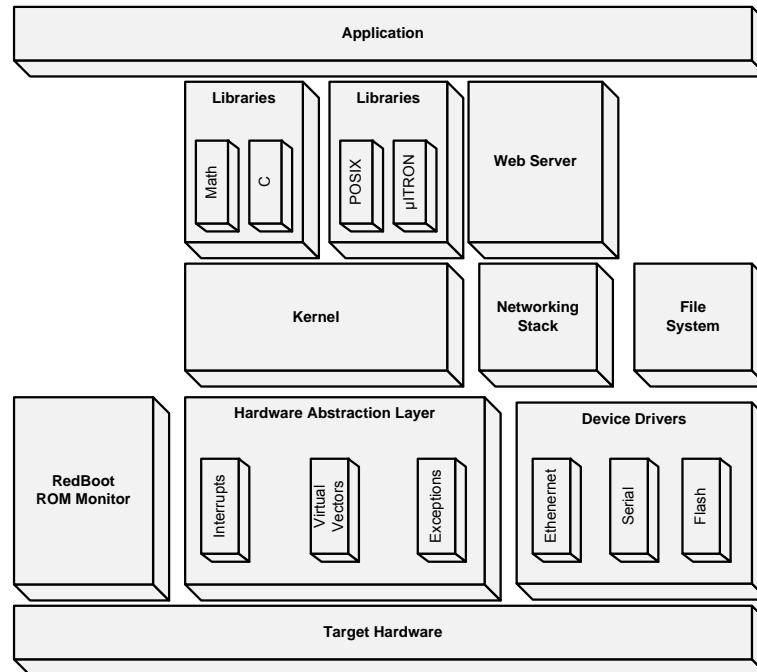 Application
Libraries
Math
C
Libraries
POSIX
µITRON
Web Server
Kernel
Networking
Stack
File
System
RedBoot
ROM Monitor
Hardware Abstraction Layer
Interrupts
Virtual
Vectors
Exceptions
Device Drivers
Ethenernet
Serial
Flash
Target Hardware